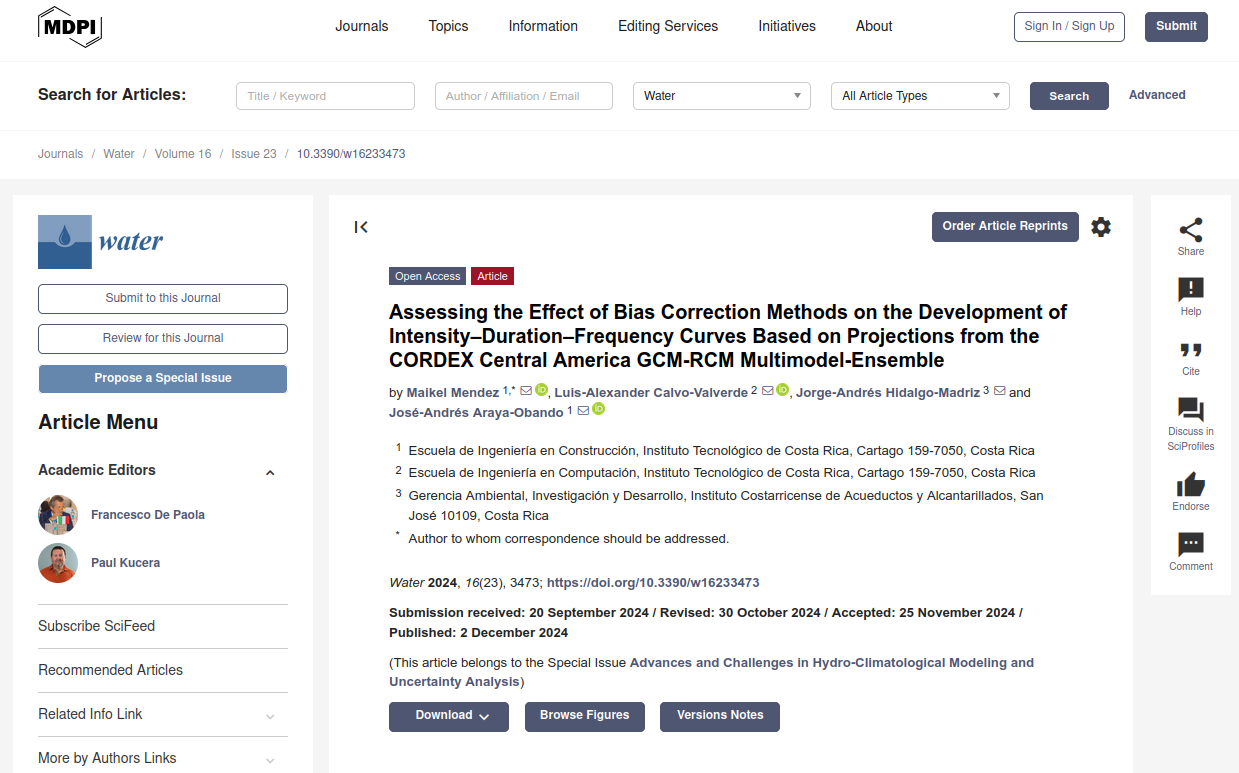 MDPI
Journals Topics Information Editing Services Initiatives About Sign In / Sign Up Submit
Search for Articles: Title / Keyword Author / Affiliation / Email Water All Article Types Search Advanced
Journals / Water / Volume 16 / Issue 23 / 10.3390/w16233473
water
Submit to this Journal
Review for this Journal
Propose a Special Issue
Article Menu
Academic Editors
Francesco De Paola
Paul Kucera
Subscribe SciFeed
Recommended Articles
Related Info Link
More by Authors Links
Order Article Reprints
Open Access Article
Assessing the Effect of Bias Correction Methods on the Development of
Intensity–Duration–Frequency Curves Based on Projections from the
CORDEX Central America GCM-RCM Multimodel-Ensemble
by Maikel Mendez 1,* , Luis-Alexander Calvo-Valverde 2 , Jorge-Andrés Hidalgo-Madriz 3 and
José-Andrés Araya-Obando 1
1 Escuela de Ingeniería en Construcción, Instituto Tecnológico de Costa Rica, Cartago 159-7050, Costa Rica
2 Escuela de Ingeniería en Computación, Instituto Tecnológico de Costa Rica, Cartago 159-7050, Costa Rica
3 Gerencia Ambiental, Investigación y Desarrollo, Instituto Costarricense de Acueductos y Alcantarillados, San
José 10109, Costa Rica
* Author to whom correspondence should be addressed.
Water 2024, 16(23), 3473; https://doi.org/10.3390/w16233473
Submission received: 20 September 2024 / Revised: 30 October 2024 / Accepted: 25 November 2024 /
Published: 2 December 2024
(This article belongs to the Special Issue Advances and Challenges in Hydro-Climatological Modeling and
Uncertainty Analysis)
Download Browse Figures Versions Notes
Share
Help
Cite
Discuss in
SciProfiles
Endorse
Comment